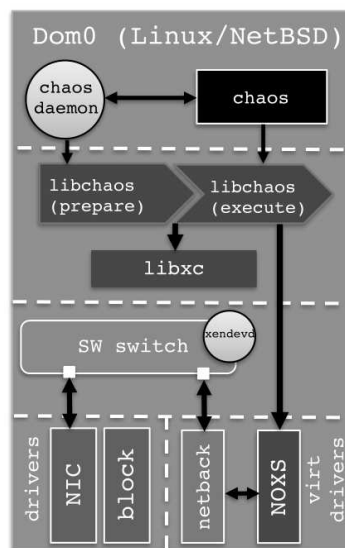 Dom0 (Linux/NetBSD)
chaos
daemon
chaos
libchaos
(prepare)
libchaos
(execute)
libxc
xendevd
SW switch
drivers
NIC
block
netback
NOXS
virt
drivers